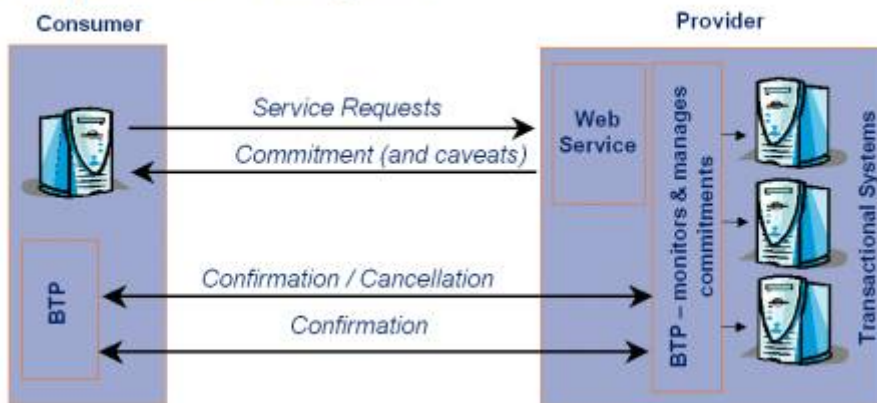 Consumer
Provider
Service Requests
Commitment (and caveats)
Web
Service
BTP – monitors & manages
commitments
Transactional Systems
BTP
Confirmation / Cancellation
Confirmation